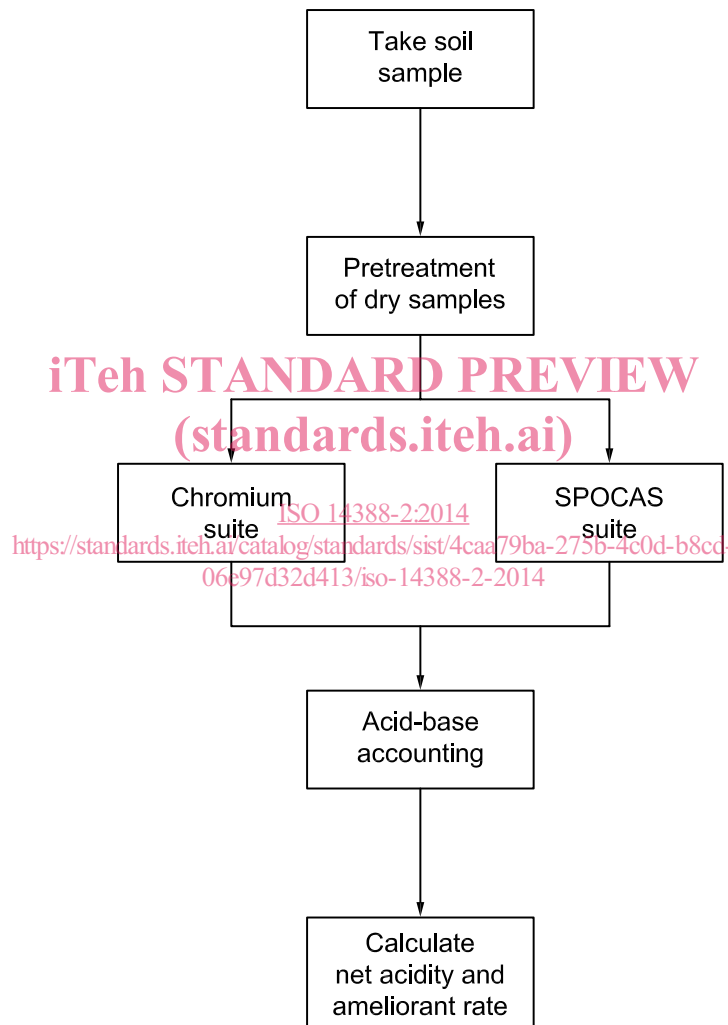 Take soil
sample
Pretreatment
of dry samples
iTeh STANDARD PREVIEW
(standards.iteh.ai)
Chromium
suite
SPOCAS
suite
ISO 14388-2:2014
https://standards.iteh.ai/catalog/standards/sist/4caa79ba-275b-4c0d-b8cd-
06e97d32d413/iso-14388-2-2014
Acid-base
accounting
Calculate
net acidity and
ameliorant rate